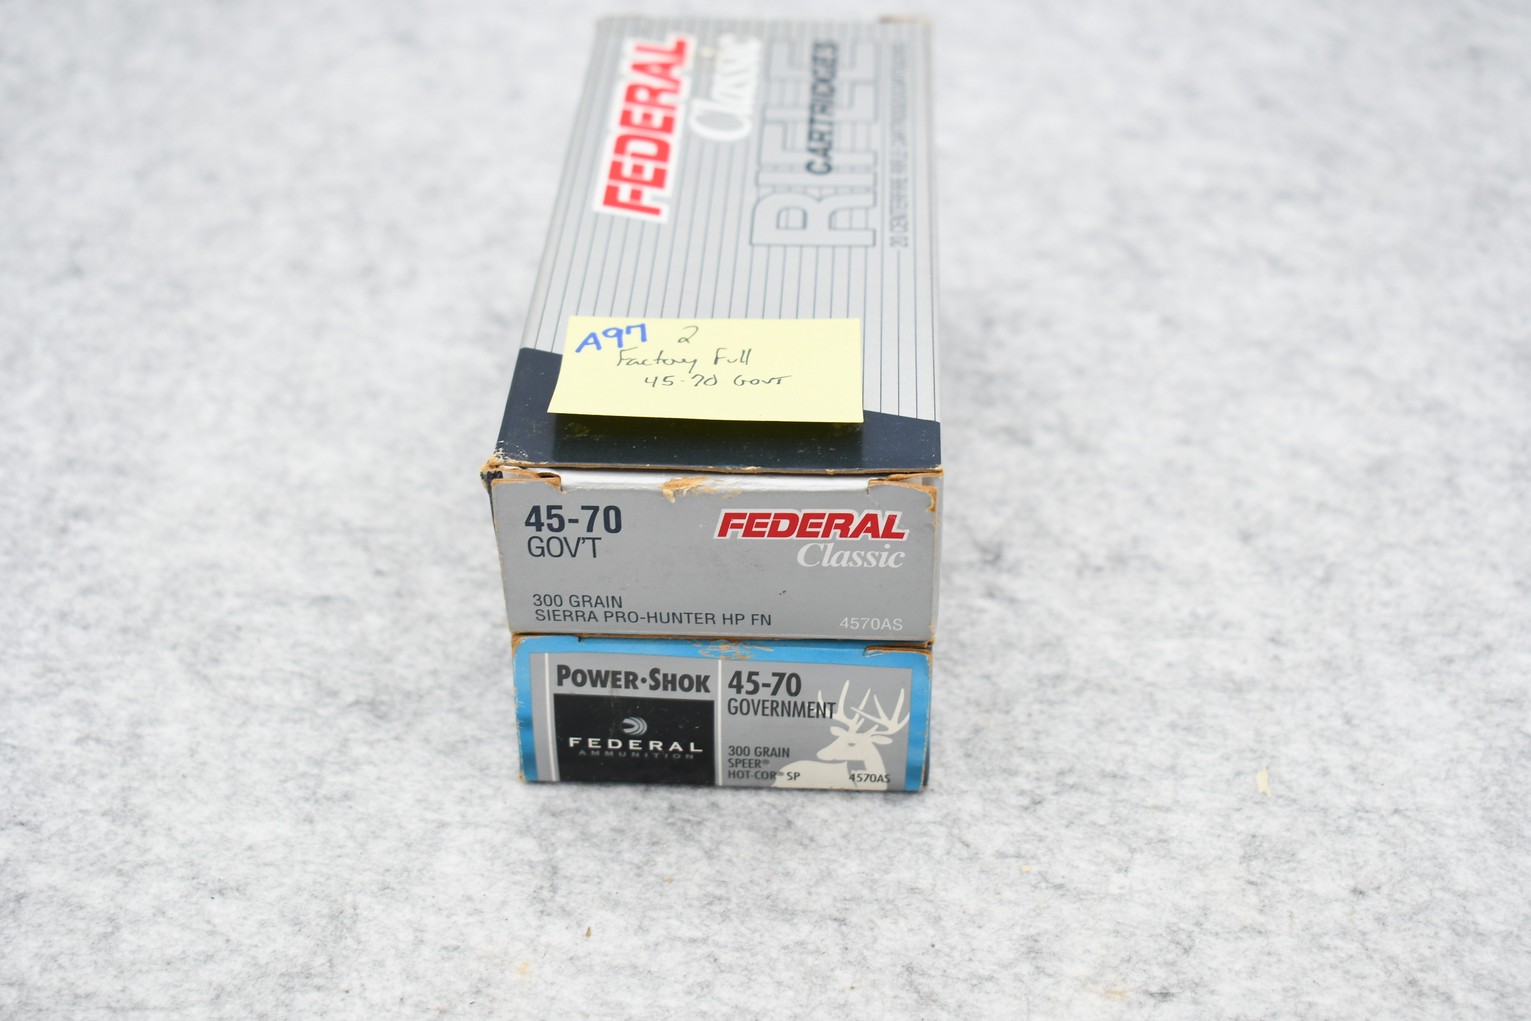 FEDERAL
Classic
RIFLE
CARTRIDGES
20 CENTERFIRE RIFLE CARTRIDGES
A97 2
Factory Full
45-70 Govt
45-70
GOV'T
FEDERAL
Classic
300 GRAIN
SIERRA PRO-HUNTER HP FN
4570AS
POWER·SHOK
FEDERAL
AMMUNITION
45-70
GOVERNMENT
300 GRAIN
SPEER®
HOT-COR® SP
4570AS